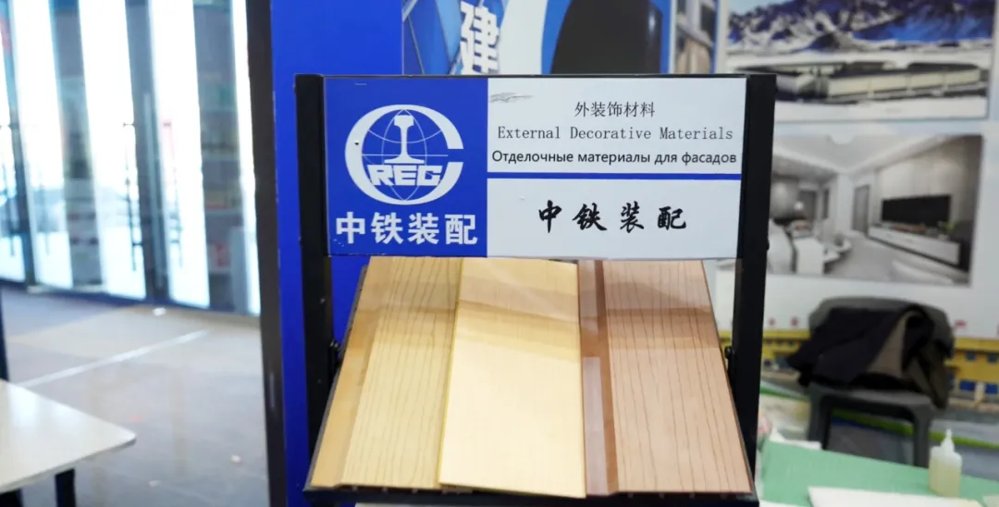 建
外装饰材料
External Decorative Materials
Отделочные материалы для фасадов
REC
中铁装配
中铁装配